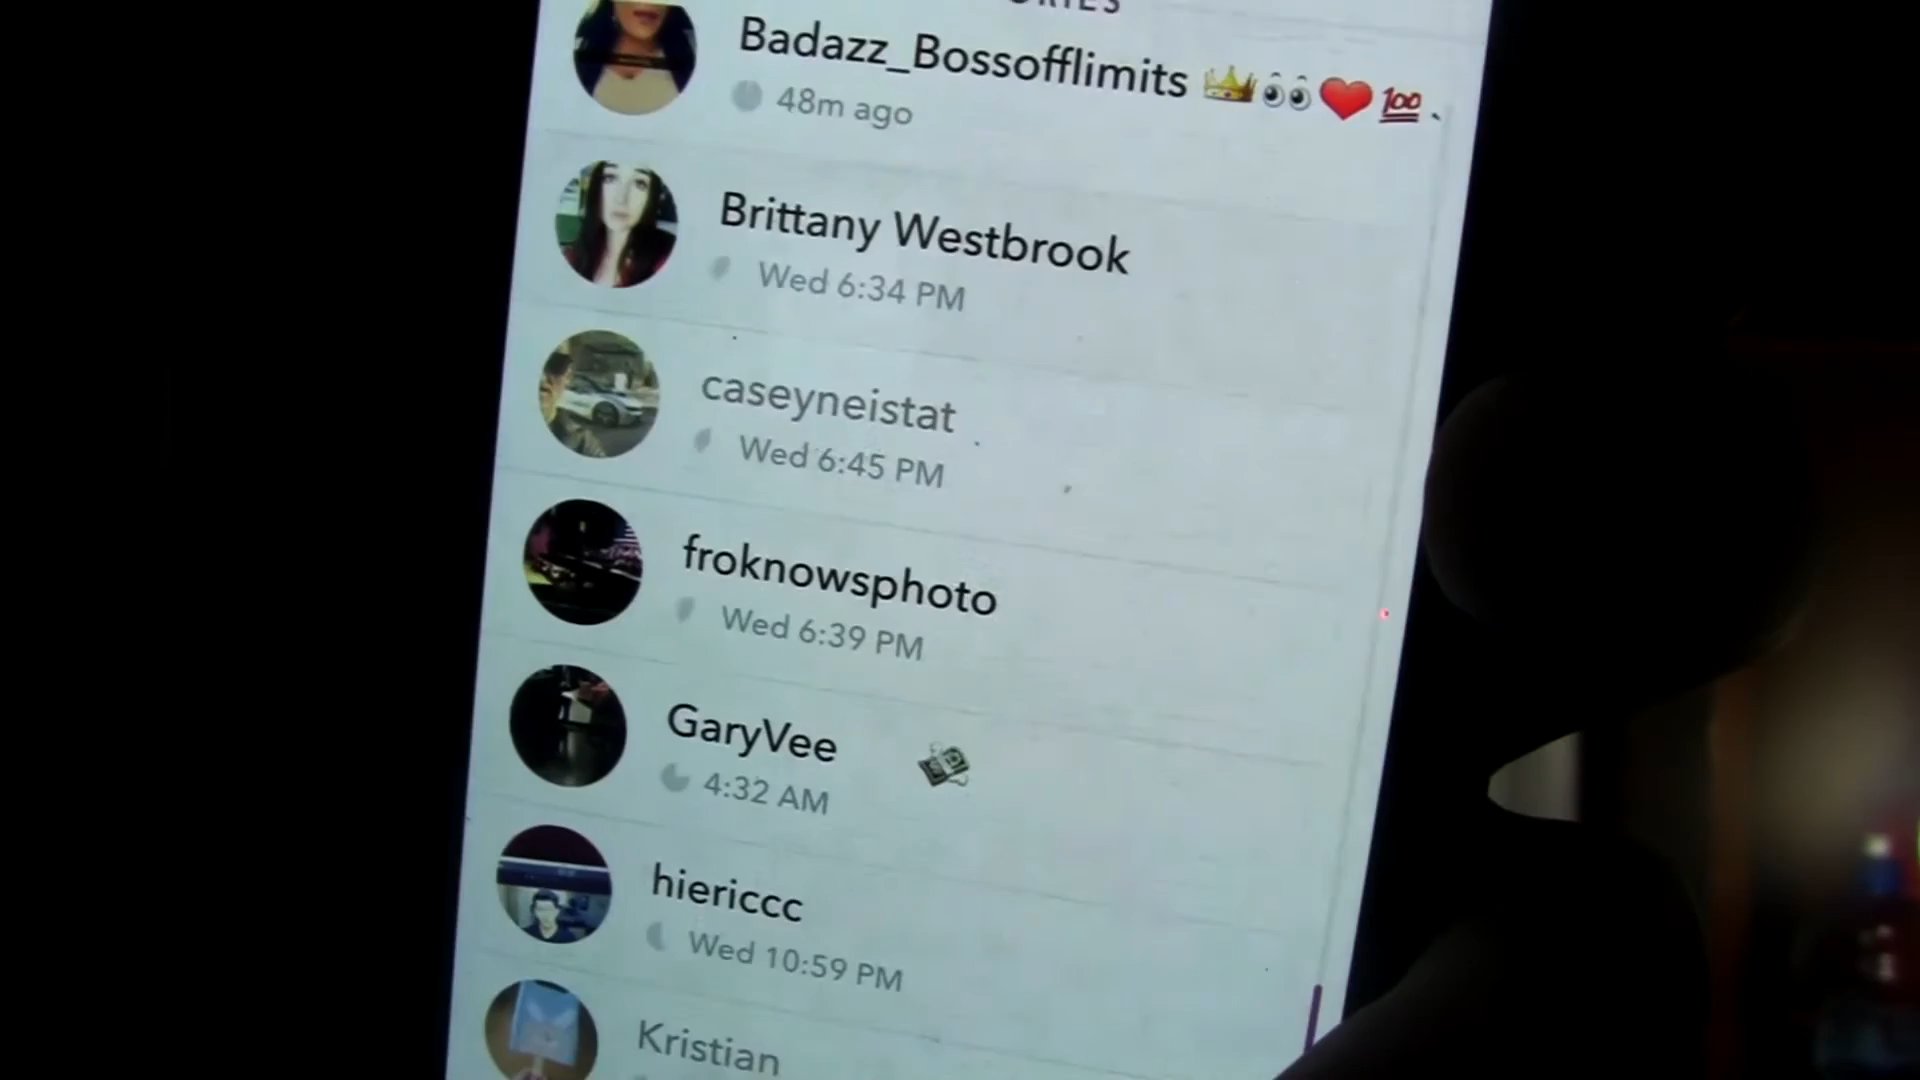 Badazz_Bossofflimits 👑👀❤️💯
48m ago
Brittany Westbrook
Wed 6:34 PM
caseyneistat
Wed 6:45 PM
froknowsphoto
Wed 6:39 PM
GaryVee
4:32 AM
hiericcc
Wed 10:59 PM
Kristian